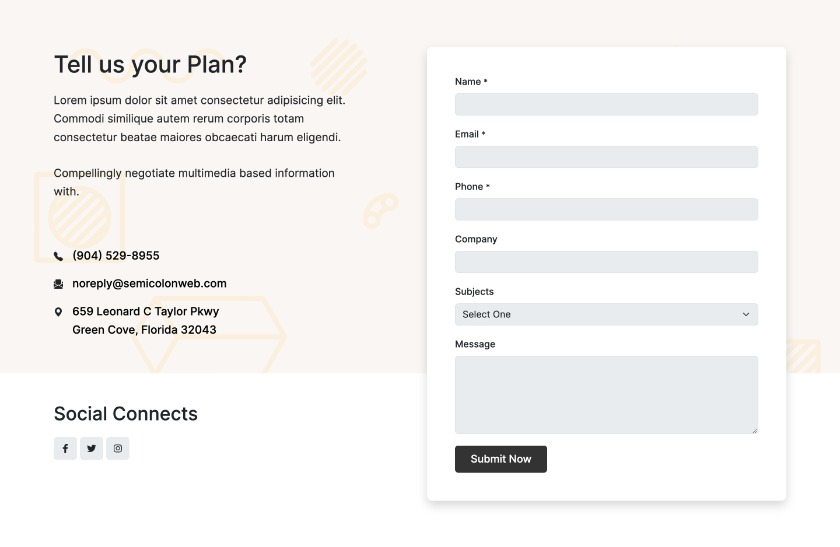 Tell us your Plan?
Lorem ipsum dolor sit amet consectetur adipisicing elit.
Commodi similique autem rerum corporis totam
consectetur beatae maiores obcaecati harum eligendi.
Compellingly negotiate multimedia based information
with.
(904) 529-8955
noreply@semicolonweb.com
659 Leonard C Taylor Pkwy
Green Cove, Florida 32043
Social Connects
Name *
Email *
Phone *
Company
Subjects
Select One
Message
Submit Now